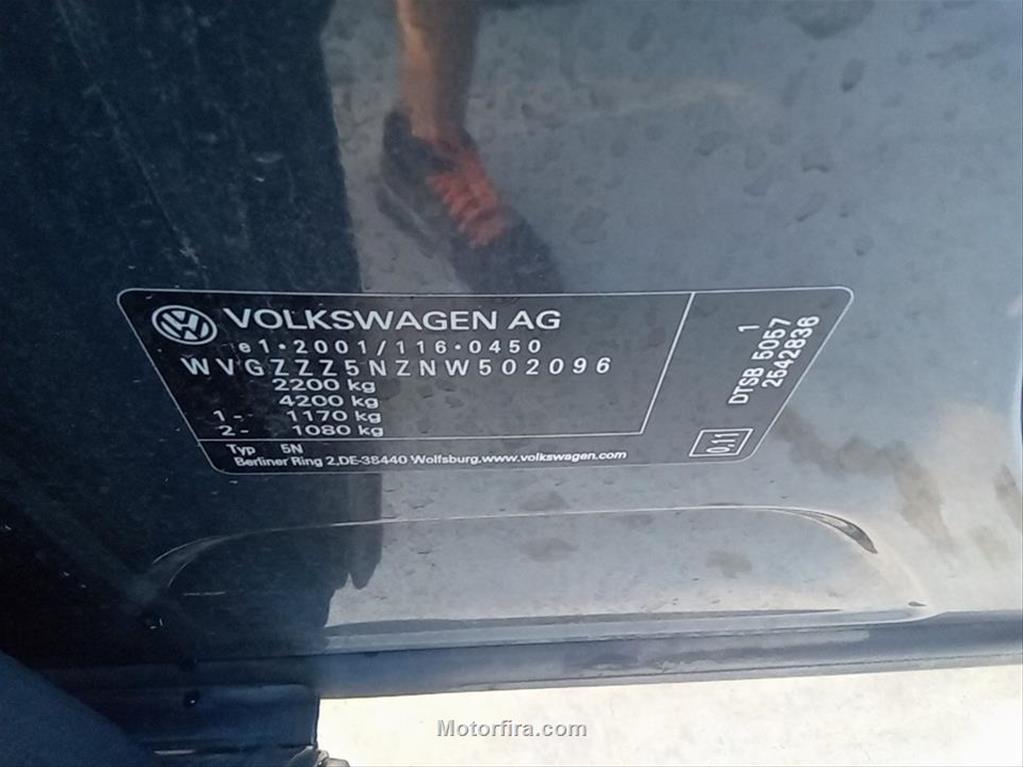 VOLKSWAGEN AG
e1*2001/116*0450
WVGZZZ5NZNW502096
2200 kg
4200 kg
1- 1170 kg
2- 1080 kg
Typ 5N
Berliner Ring 2,DE-38440 Wolfsburg,www.volkswagen.com
1
DTSB 5057
2542836
0,11
Motorfira.com